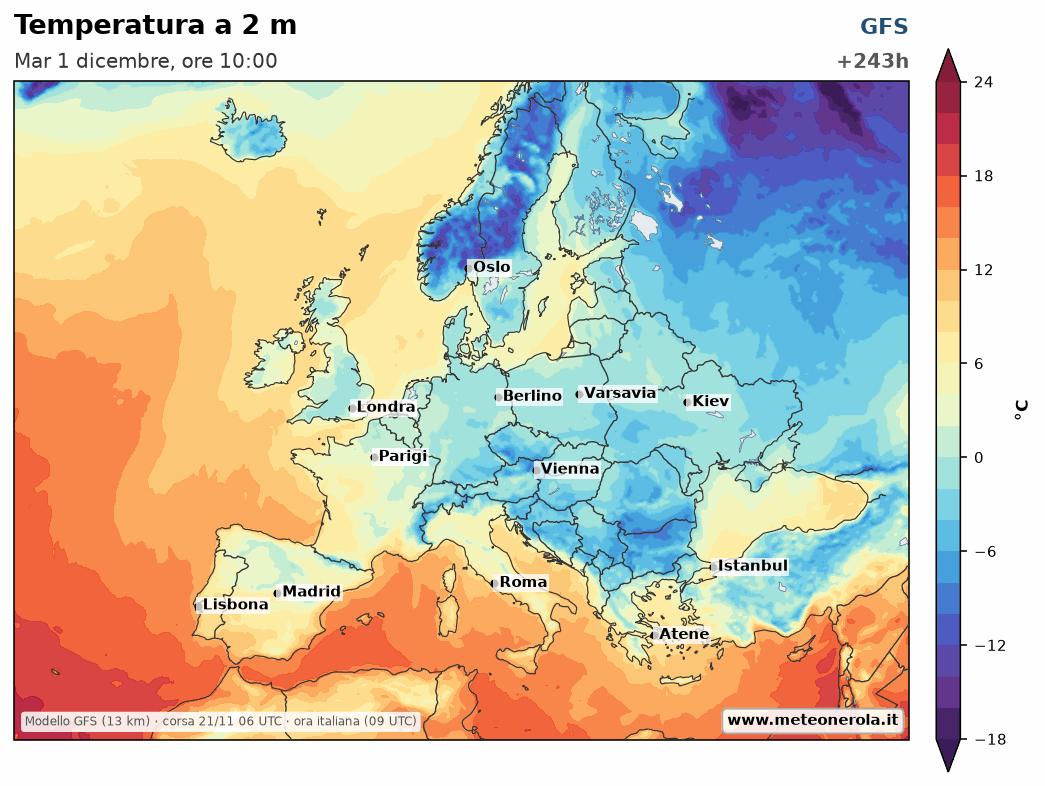 Temperatura a 2 m
GFS
Mar 1 dicembre, ore 10:00
+243h
24
18
12
6
0
−6
−12
−18
°C
Oslo
Berlino
Varsavia
Kiev
Londra
Parigi
Vienna
Istanbul
Roma
Madrid
Lisbona
Atene
Modello GFS (13 km) · corsa 21/11 06 UTC · ora italiana (09 UTC)
www.meteonerola.it